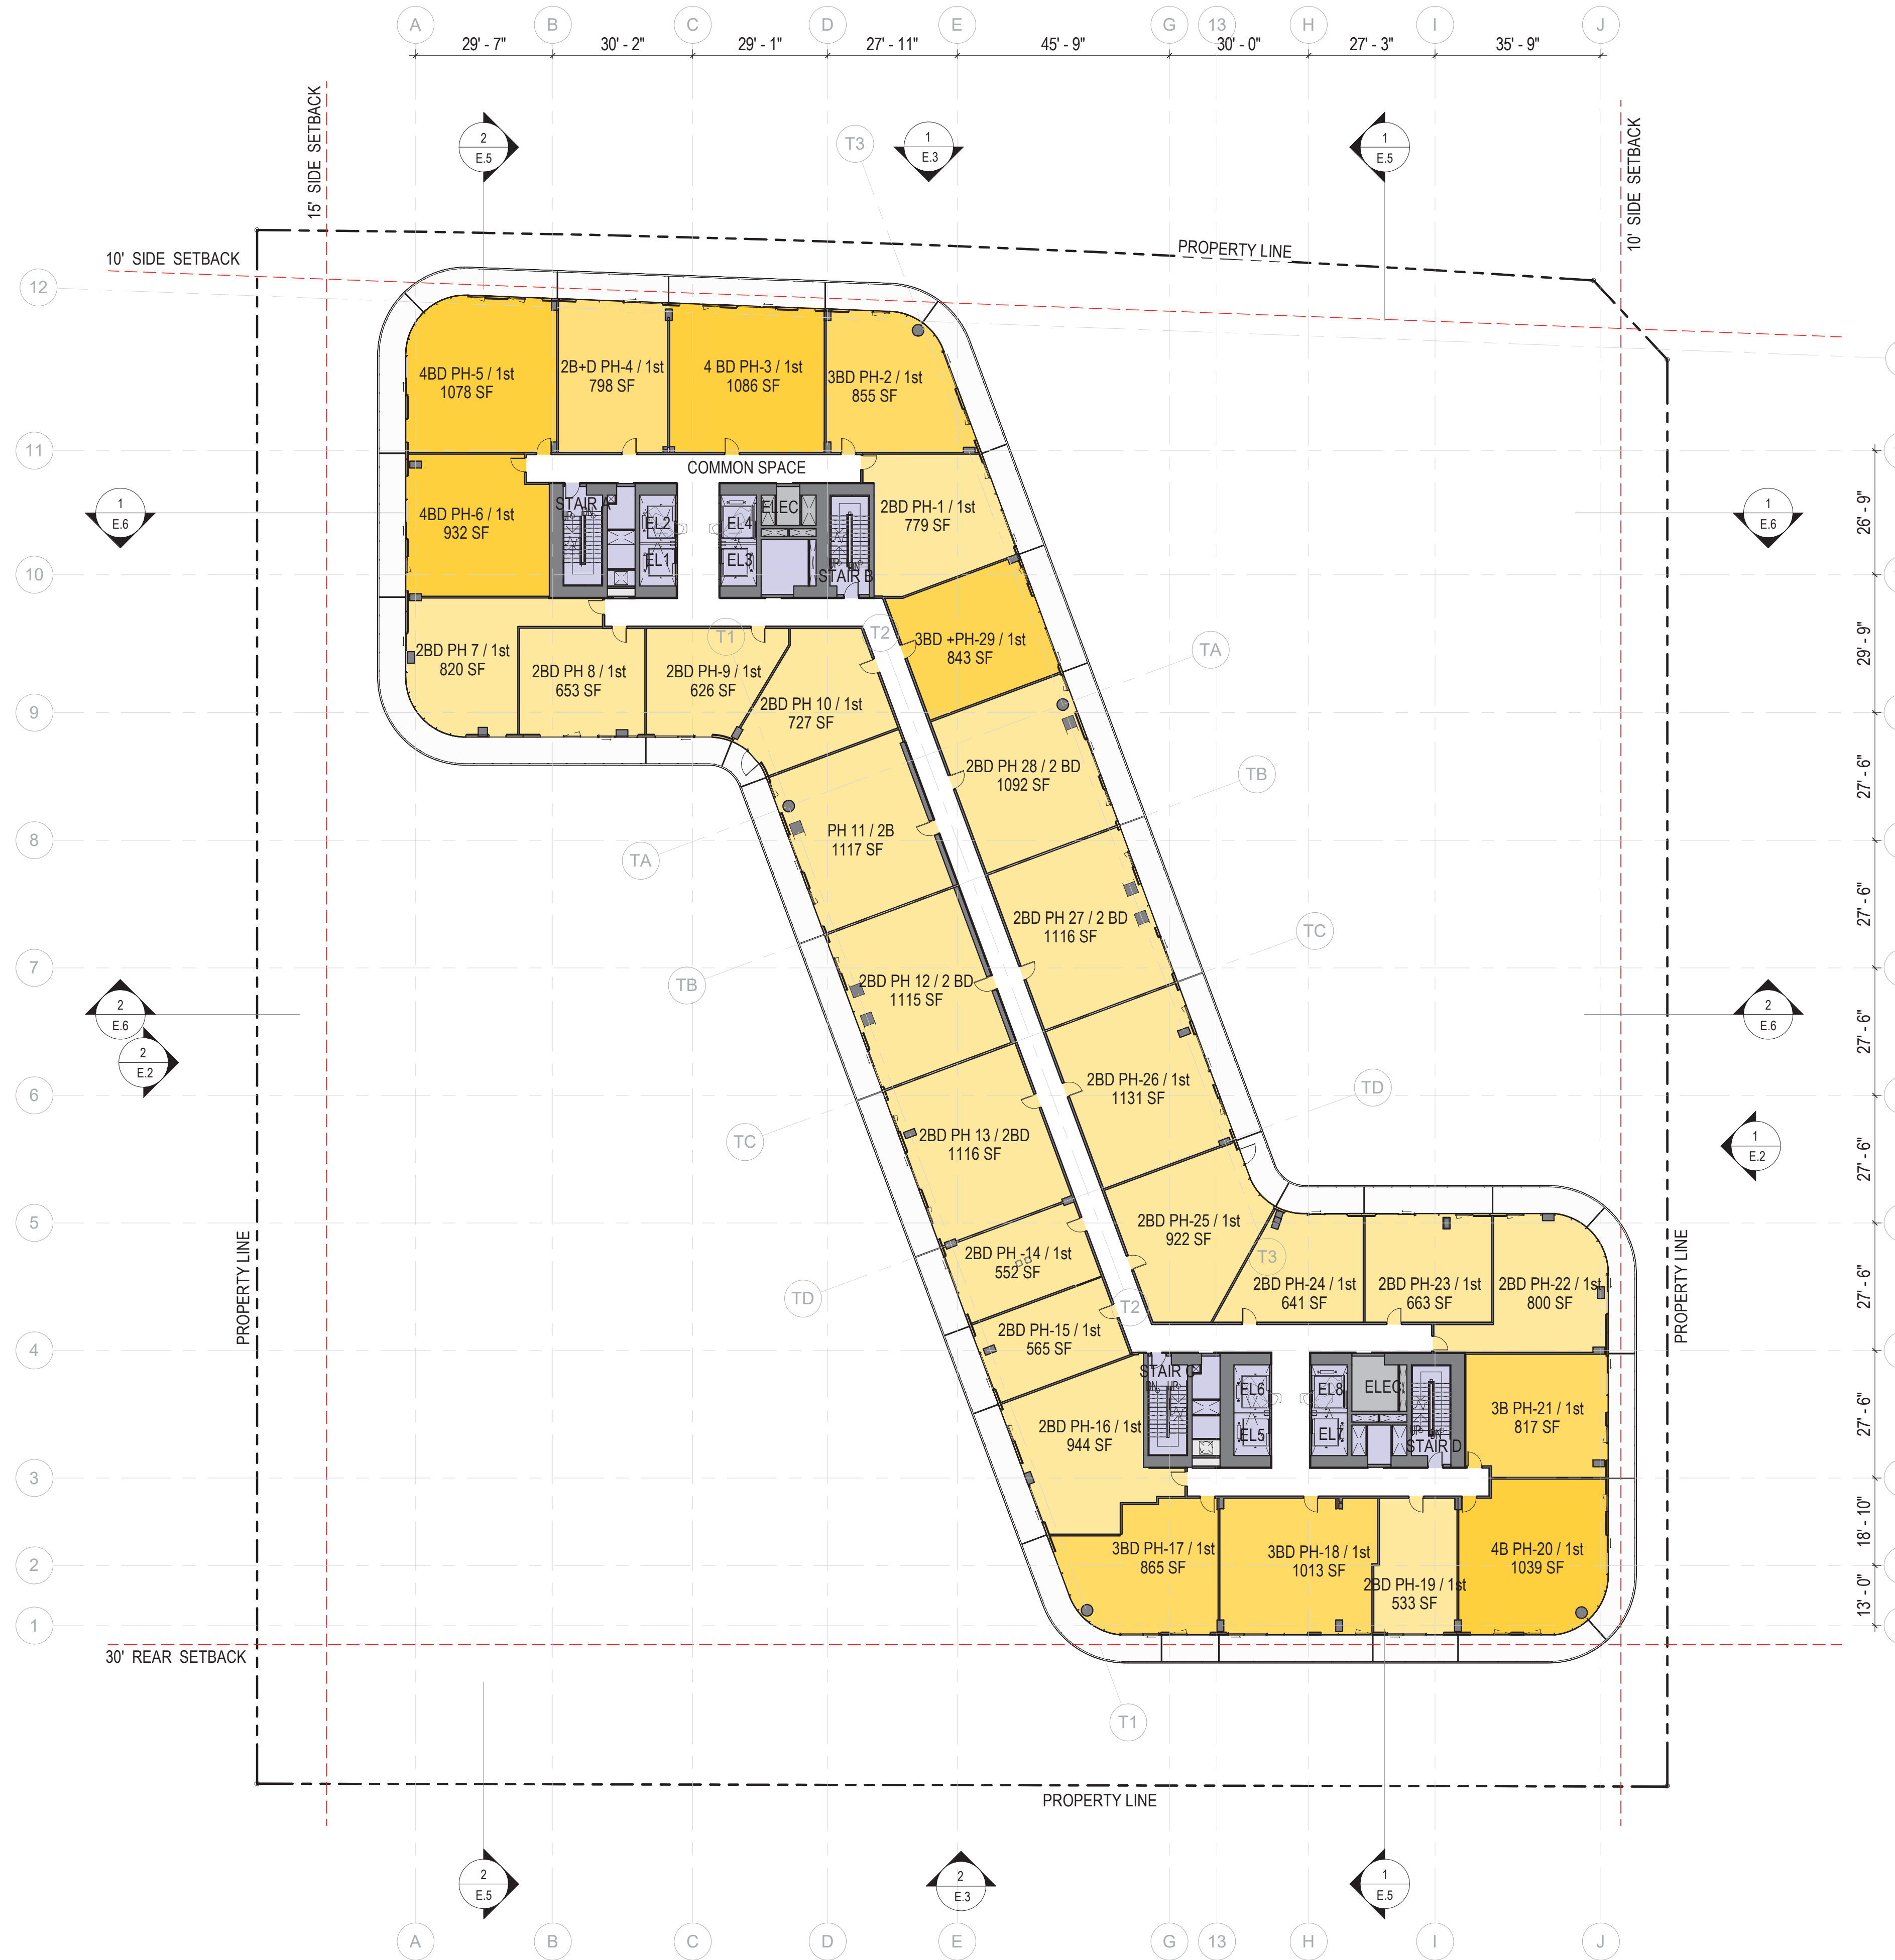 A
B
C
D
E
G
13
H
I
J
29' - 7"
30' - 2"
29' - 1"
27' - 11"
45' - 9"
30' - 0"
27' - 3"
35' - 9"
15' SIDE SETBACK
10' SIDE SETBACK
2
E.5
T3
1
E.3
1
E.5
PROPERTY LINE
10' SIDE SETBACK
12
4BD PH-5 / 1st
1078 SF
2B+D PH-4 / 1st
798 SF
4 BD PH-3 / 1st
1086 SF
3BD PH-2 / 1st
855 SF
11
COMMON SPACE
1
E.6
4BD PH-6 / 1st
932 SF
STAIR A
EL2
EL1
EL4
EL3
ELEC
STAIR B
2BD PH-1 / 1st
779 SF
1
E.6
26' - 9"
10
T1
T2
3BD +PH-29 / 1st
843 SF
TA
29' - 9"
2BD PH 7 / 1st
820 SF
2BD PH 8 / 1st
653 SF
2BD PH-9 / 1st
626 SF
2BD PH 10 / 1st
727 SF
9
2BD PH 28 / 2 BD
1092 SF
TB
27' - 6"
8
PH 11 / 2B
1117 SF
TA
2BD PH 27 / 2 BD
1116 SF
TC
27' - 6"
7
2BD PH 12 / 2 BD
1115 SF
TB
2
E.6
2
E.2
2
E.6
27' - 6"
2BD PH-26 / 1st
1131 SF
TD
6
2BD PH 13 / 2BD
1116 SF
TC
1
E.2
27' - 6"
5
2BD PH-25 / 1st
922 SF
T3
2BD PH -14 / 1st
552 SF
TD
T2
2BD PH-24 / 1st
641 SF
2BD PH-23 / 1st
663 SF
2BD PH-22 / 1st
800 SF
27' - 6"
PROPERTY LINE
PROPERTY LINE
2BD PH-15 / 1st
565 SF
4
STAIR C
DN
UP
EL6
EL5
EL8
EL7
ELEC
STAIR D
3B PH-21 / 1st
817 SF
27' - 6"
2BD PH-16 / 1st
944 SF
3
18' - 10"
3BD PH-17 / 1st
865 SF
3BD PH-18 / 1st
1013 SF
2BD PH-19 / 1st
533 SF
4B PH-20 / 1st
1039 SF
2
13' - 0"
1
30' REAR SETBACK
T1
PROPERTY LINE
2
E.5
2
E.3
1
E.5
A
B
C
D
E
G
13
H
I
J